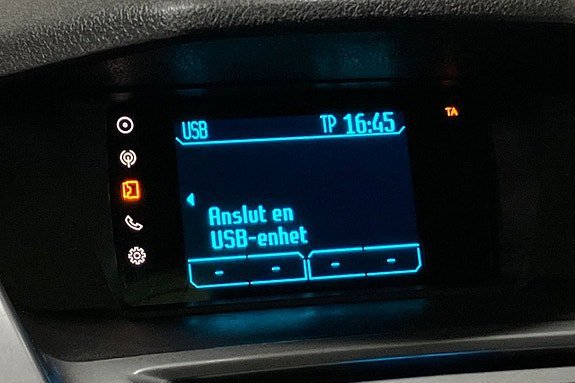 USB TP 16:45
TA
Anslut en
USB-enhet